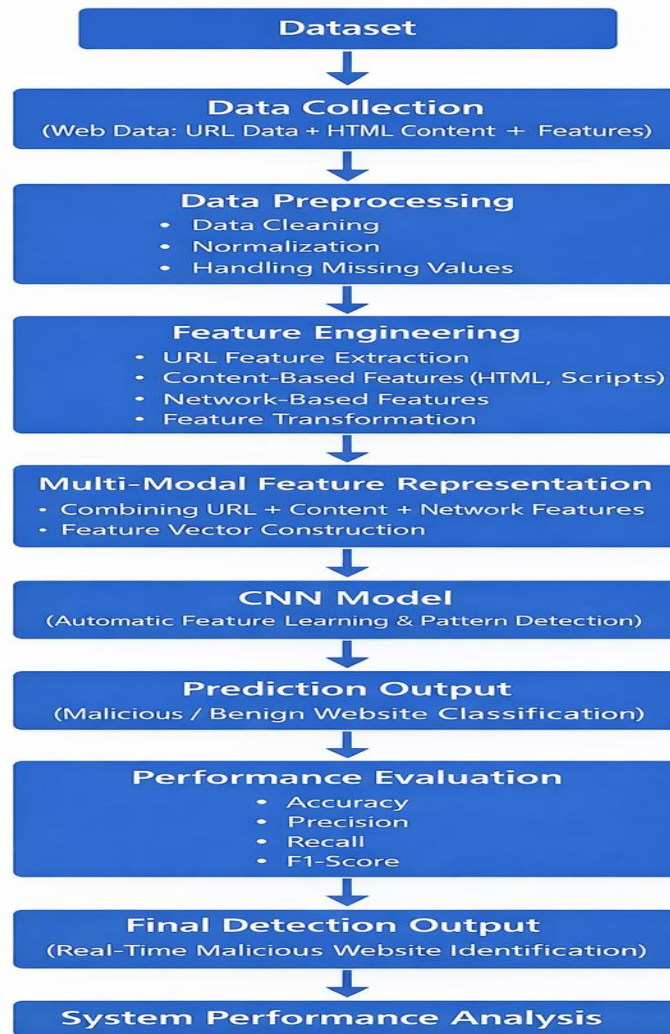 Dataset
Data Collection
(Web Data: URL Data + HTML Content + Features)
Data Preprocessing
• Data Cleaning
• Normalization
• Handling Missing Values
Feature Engineering
• URL Feature Extraction
• Content-Based Features (HTML, Scripts)
• Network-Based Features
• Feature Transformation
Multi-Modal Feature Representation
• Combining URL + Content + Network Features
• Feature Vector Construction
CNN Model
(Automatic Feature Learning & Pattern Detection)
Prediction Output
(Malicious / Benign Website Classification)
Performance Evaluation
• Accuracy
• Precision
• Recall
• F1-Score
Final Detection Output
(Real-Time Malicious Website Identification)
System Performance Analysis